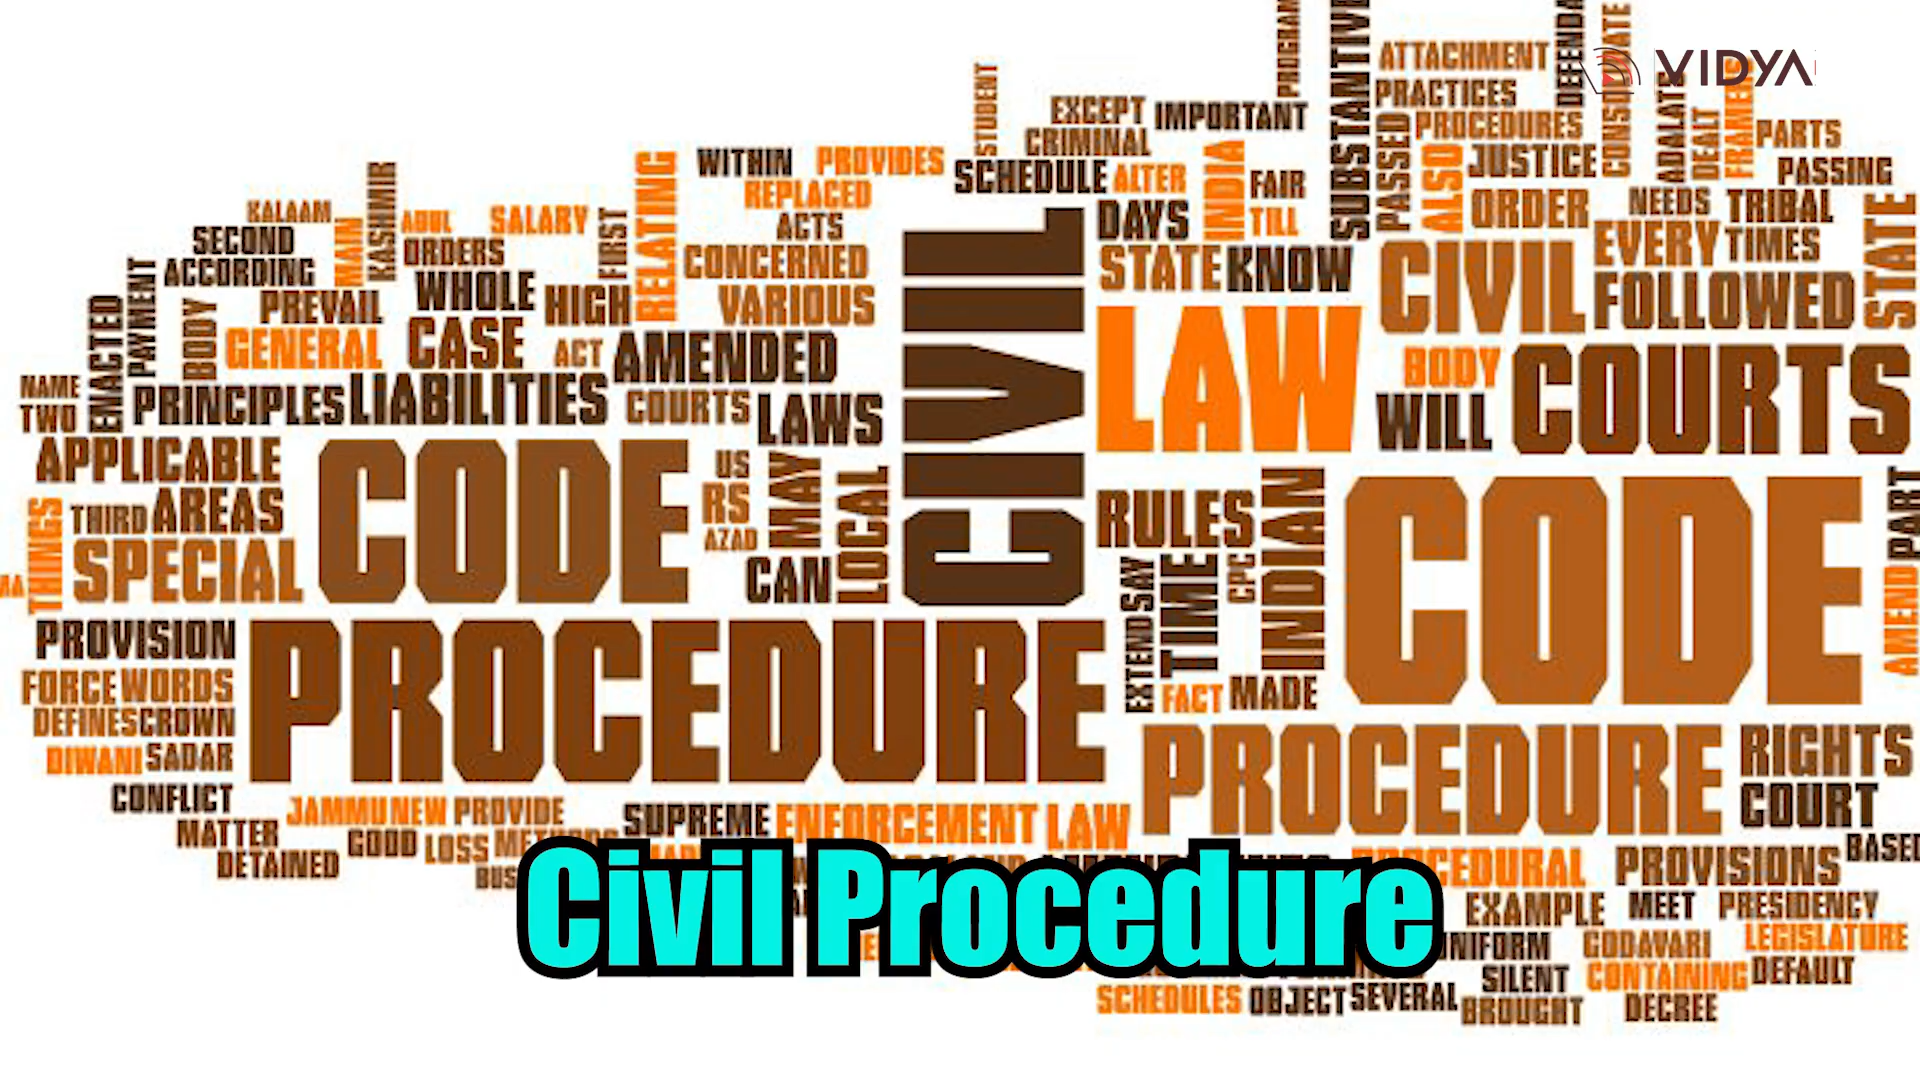 VIDYA
PROGRAM
SUBSTANTIVE
ATTACHMENT
STUDENT
EXCEPT
IMPORTANT
PRACTICES
CRIMINAL
PASSED
PROCEDURES
ADALAT
DEALT
PARTS
WITHIN
PROVIDES
SCHEDULE
ALTER
INDIA
FAIR
ALSO
JUSTICE
PASSING
RELATING
REPLACED
KASHMIR
KALAAM
MAIN
ABUL
SALARY
FIRST
ACTS
DAYS
TILL
ORDER
NEEDS
TRIBAL
STATE
SECOND
ORDERS
CONCERNED
STATE
KNOW
CIVIL
EVERY
TIMES
ACCORDING
WHOLE
HIGH
VARIOUS
FOLLOWED
ENACTED
PAYMENT
BODY
PREVAIL
GENERAL
CASE
ACT
AMENDED
CIVIL
LAW
BODY
COURTS
NAME
TWO
PRINCIPLES
LIABILITIES
COURTS
LAWS
WILL
APPLICABLE
CODE
US
MAY
LOCAL
RULES
INDIAN
CODE
PART
THINGS
THIRD
AREAS
RS
AZAD
SPECIAL
CAN
EXTEND
SAY
TIME
CPC
AMEND
PROVISION
PROCEDURE
FORCE
WORDS
FACT
MADE
DEFINES
CROWN
PROCEDURE
RIGHTS
DIWANI
SADAR
CONFLICT
JAMMU
NEW
PROVIDE
SUPREME
ENFORCEMENT
LAW
COURT
MATTER
GOOD
LOSS
DETAINED
PROVISIONS
Civil Procedure
EXAMPLE
MEET
PRESIDENCY
GODAVARI
LEGISLATURE
SILENT
CONTAINING
DEFAULT
SCHEDULES
OBJECT
SEVERAL
BROUGHT
DECREE